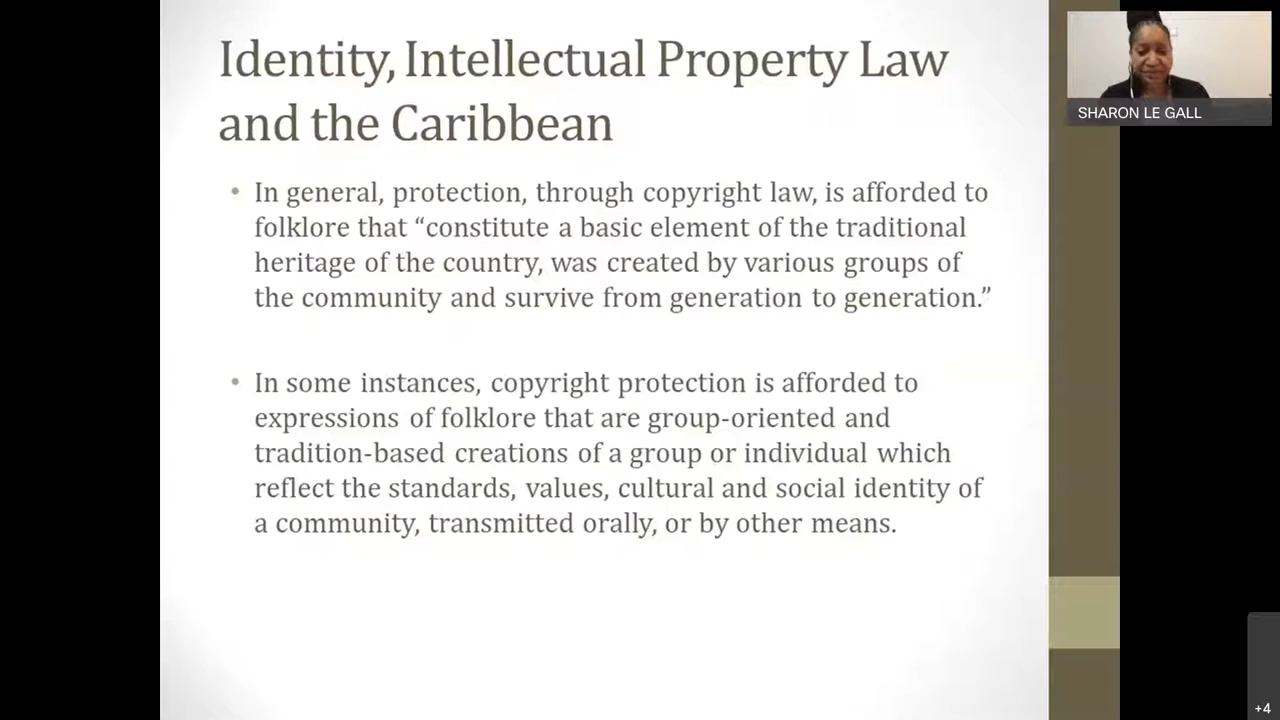 Identity, Intellectual Property Law
and the Caribbean
• In general, protection, through copyright law, is afforded to
folklore that “constitute a basic element of the traditional
heritage of the country, was created by various groups of
the community and survive from generation to generation.”
• In some instances, copyright protection is afforded to
expressions of folklore that are group-oriented and
tradition-based creations of a group or individual which
reflect the standards, values, cultural and social identity of
a community, transmitted orally, or by other means.
SHARON LE GALL
+4